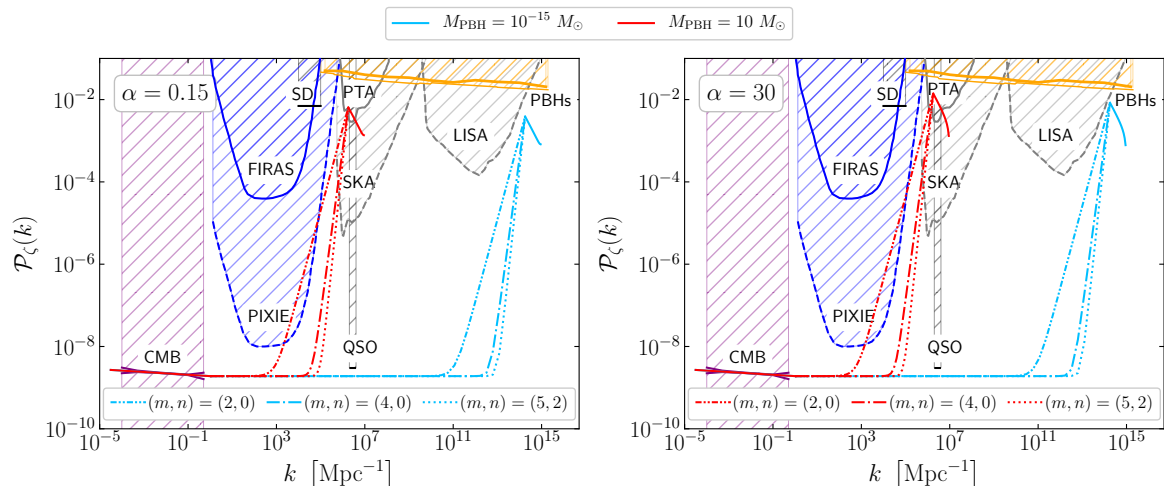 M_PBH = 10^−15 M_⊙ M_PBH = 10 M_⊙
α = 0.15
SD
PTA
PBHs
LISA
FIRAS
SKA
PIXIE
QSO
CMB
(m, n) = (2, 0) (m, n) = (4, 0) (m, n) = (5, 2)
10^−2
10^−4
10^−6
10^−8
10^−10
P_ζ(k)
10^−5 10^−1 10^3 10^7 10^11 10^15
k [Mpc^−1]
α = 30
SD
PTA
PBHs
LISA
FIRAS
SKA
PIXIE
QSO
CMB
(m, n) = (2, 0) (m, n) = (4, 0) (m, n) = (5, 2)
10^−2
10^−4
10^−6
10^−8
10^−10
P_ζ(k)
10^−5 10^−1 10^3 10^7 10^11 10^15
k [Mpc^−1]